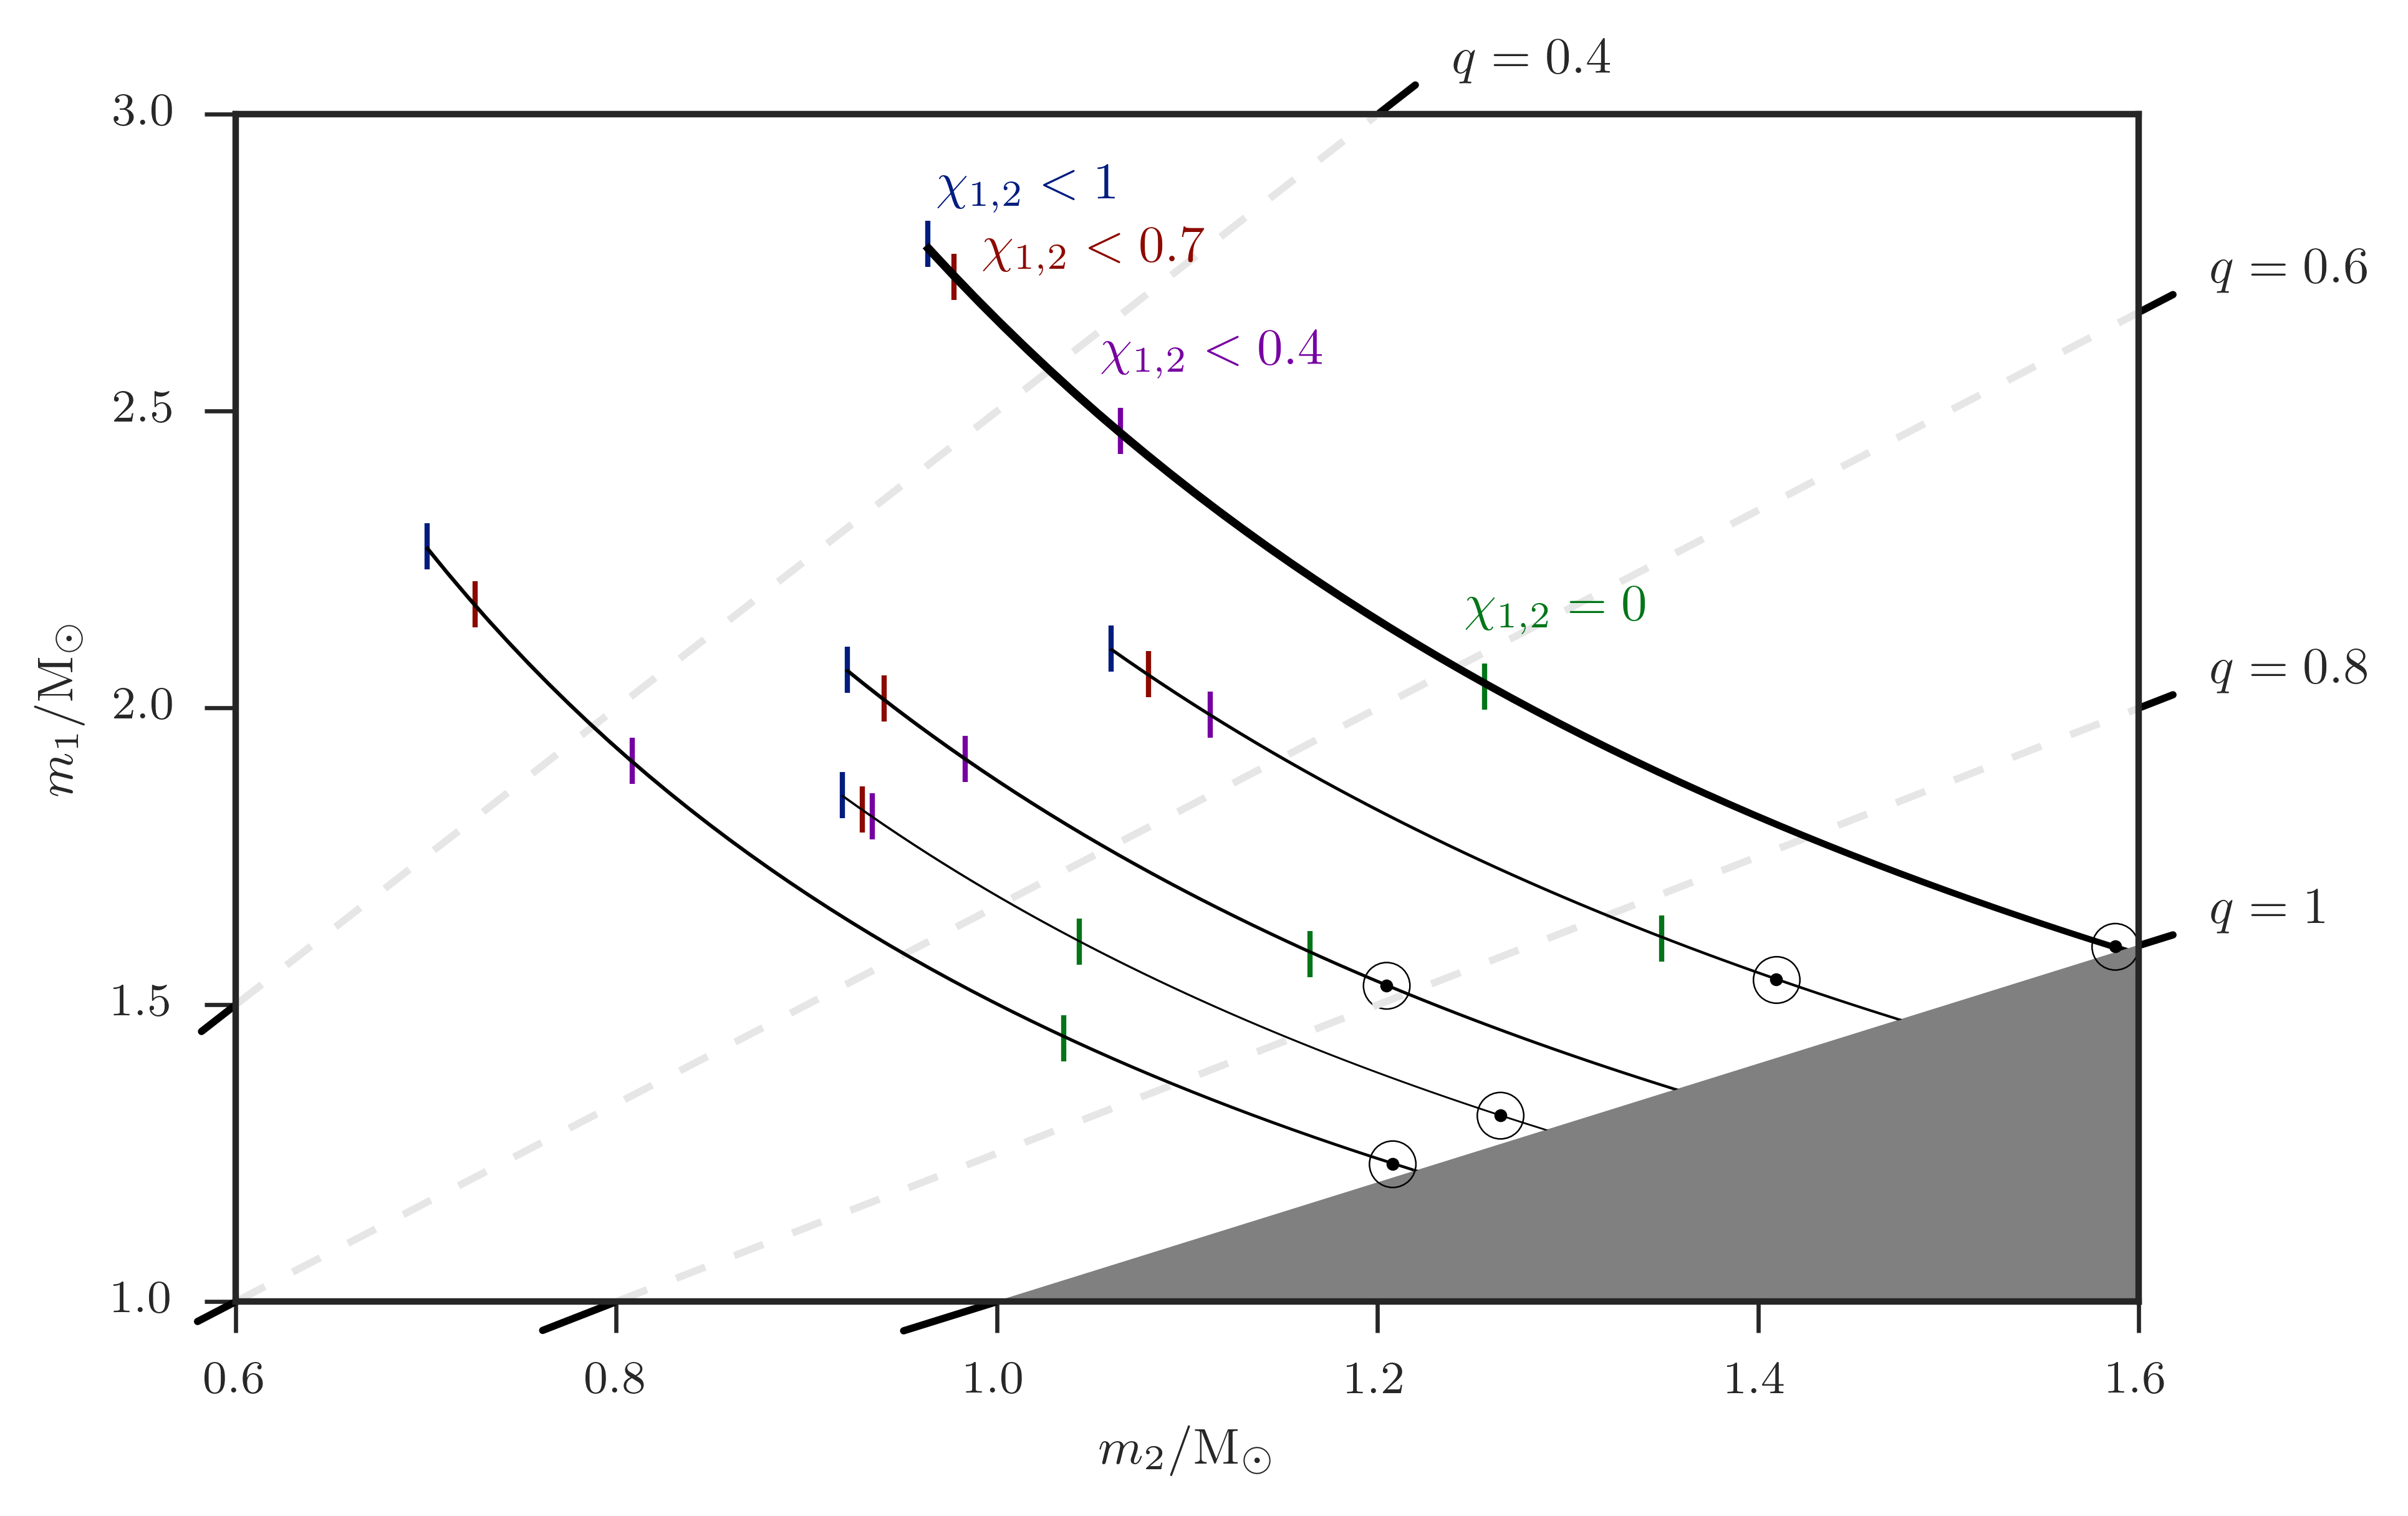 q = 0.4
3.0
χ1,2 < 1
χ1,2 < 0.7
q = 0.6
χ1,2 < 0.4
2.5
χ1,2 = 0
q = 0.8
2.0
m1/M⊙
q = 1
1.5
1.0
0.6 0.8 1.0 1.2 1.4 1.6
m2/M⊙